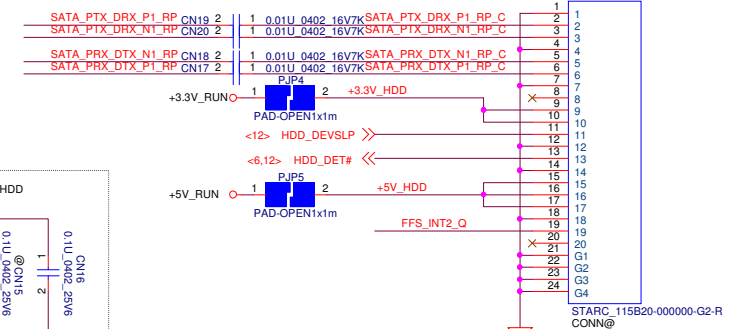 SATA_PTX_DRX_P1_RP CN19 2 1 0.01U_0402_16V7K SATA_PTX_DRX_P1_RP_C
SATA_PTX_DRX_N1_RP CN20 2 1 0.01U_0402_16V7K SATA_PTX_DRX_N1_RP_C
SATA_PRX_DTX_N1_RP CN18 2 1 0.01U_0402_16V7K SATA_PRX_DTX_N1_RP_C
SATA_PRX_DTX_P1_RP CN17 2 1 0.01U_0402_16V7K SATA_PRX_DTX_P1_RP_C
PJP4
+3.3V_RUN 1 2 +3.3V_HDD
PAD-OPEN1x1m
<12> HDD_DEVSLP
<6,12> HDD_DET#
PJP5
+5V_RUN 1 2 +5V_HDD
PAD-OPEN1x1m
FFS_INT2_Q
1 1
2 2
3 3
4 4
5 5
6 6
7 7
8 8
9 9
10 10
11 11
12 12
13 13
14 14
15 15
16 16
17 17
18 18
19 19
20 20
21 G1
22 G2
23 G3
24 G4
STARC_115B20-000000-G2-R
CONN@
HDD
1 2
CN16
0.1U_0402_25V6
@CN15
0.1U_0402_25V6